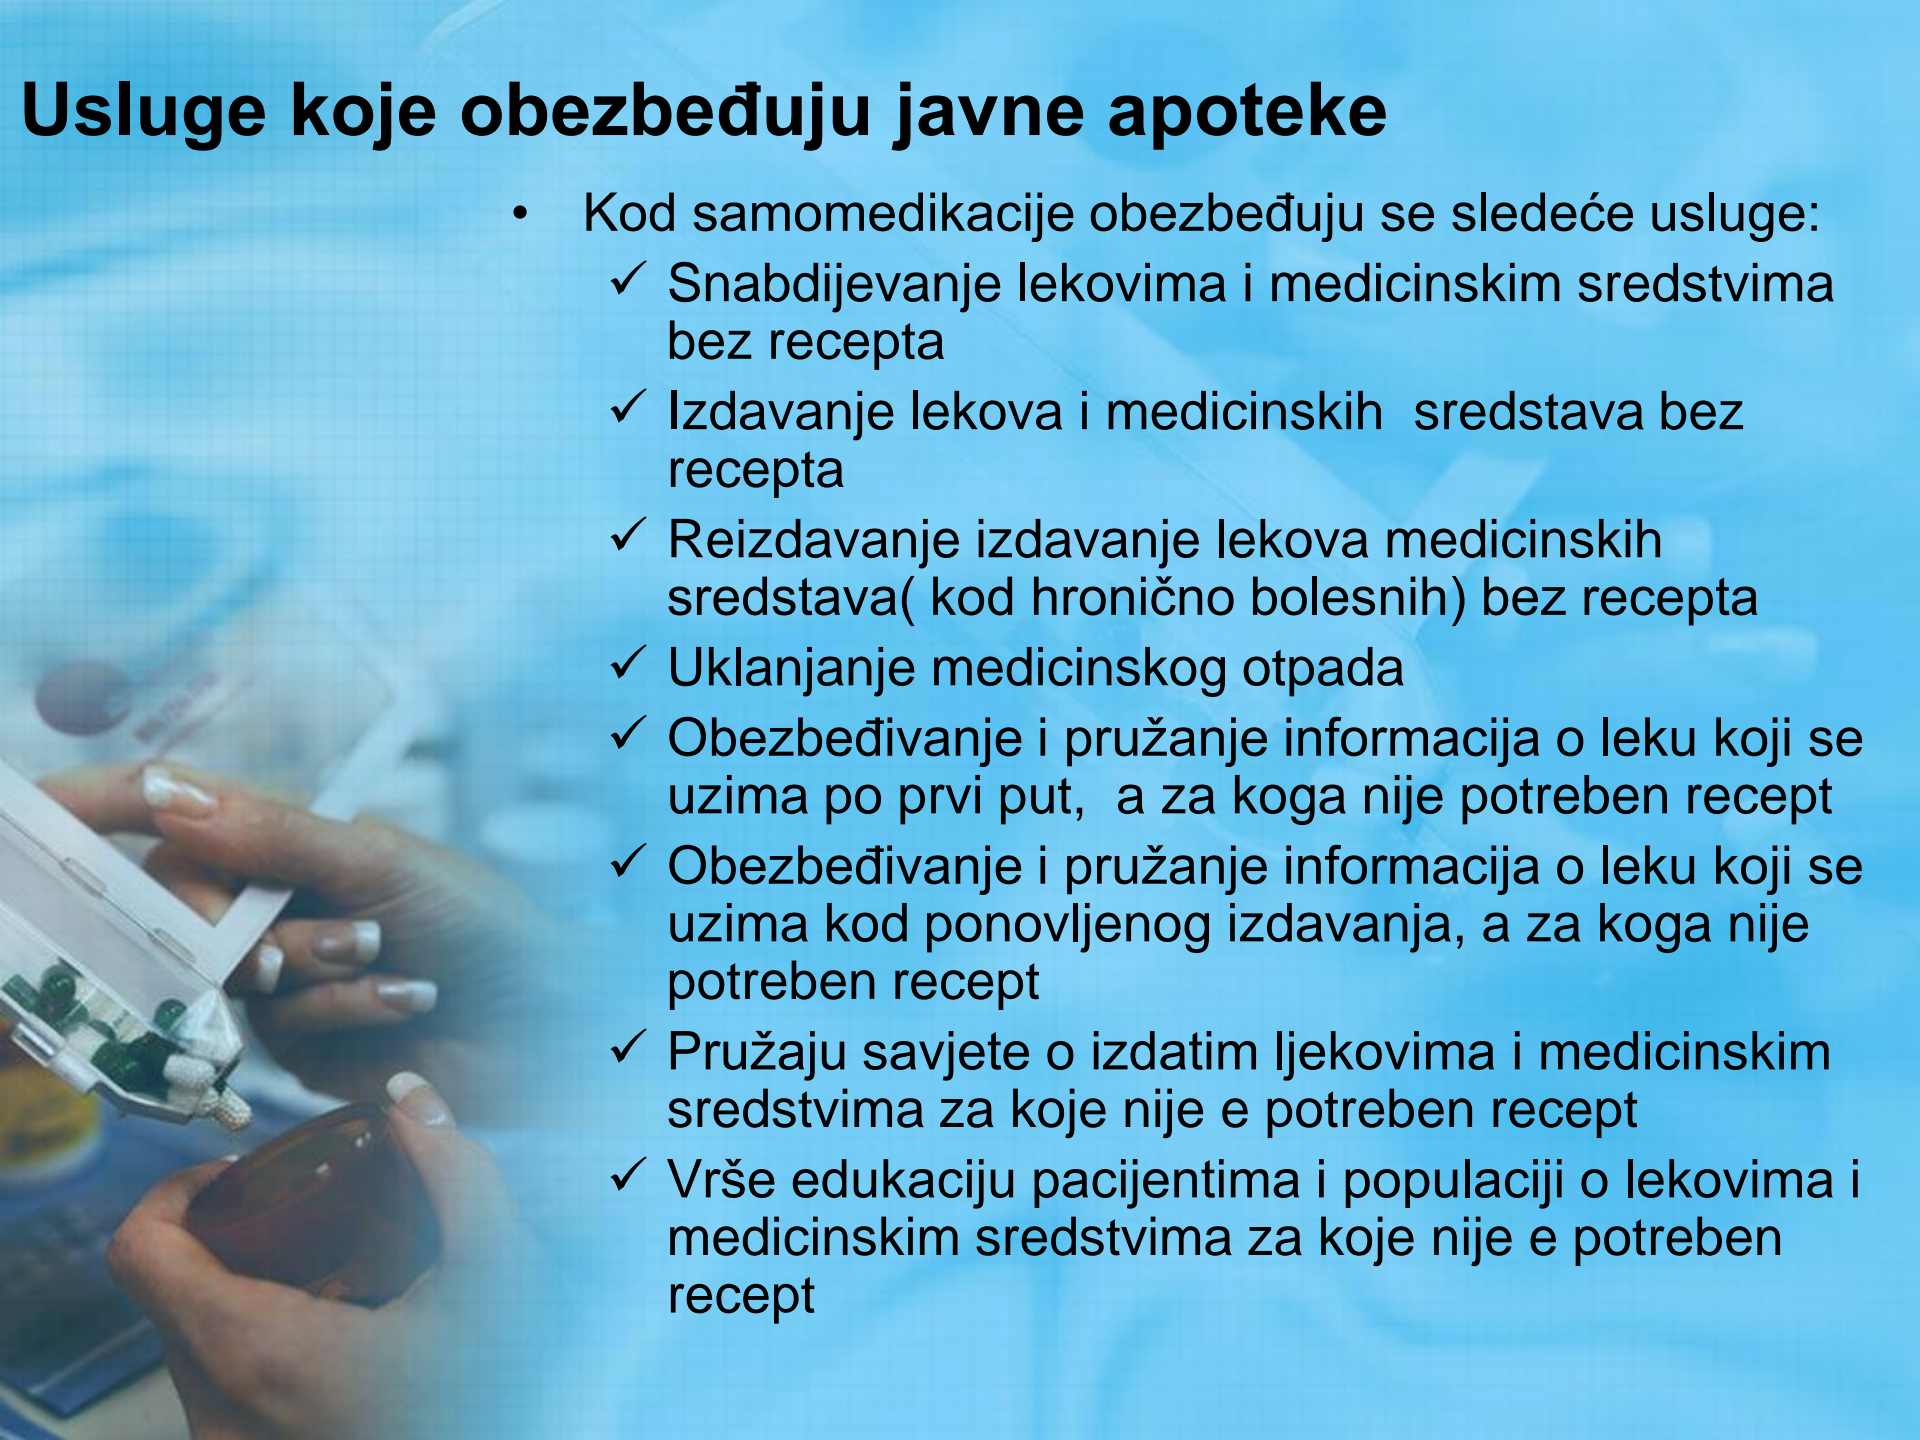 Usluge koje obezbeđuju javne apoteke
• Kod samomedikacije obezbeđuju se sledeće usluge:
✓ Snabdijevanje lekovima i medicinskim sredstvima
bez recepta
✓ Izdavanje lekova i medicinskih  sredstava bez
recepta
✓ Reizdavanje izdavanje lekova medicinskih
sredstava( kod hronično bolesnih) bez recepta
✓ Uklanjanje medicinskog otpada
✓ Obezbeđivanje i pružanje informacija o leku koji se
uzima po prvi put,  a za koga nije potreben recept
✓ Obezbeđivanje i pružanje informacija o leku koji se
uzima kod ponovljenog izdavanja, a za koga nije
potreben recept
✓ Pružaju savjete o izdatim ljekovima i medicinskim
sredstvima za koje nije e potreben recept
✓ Vrše edukaciju pacijentima i populaciji o lekovima i
medicinskim sredstvima za koje nije e potreben
recept